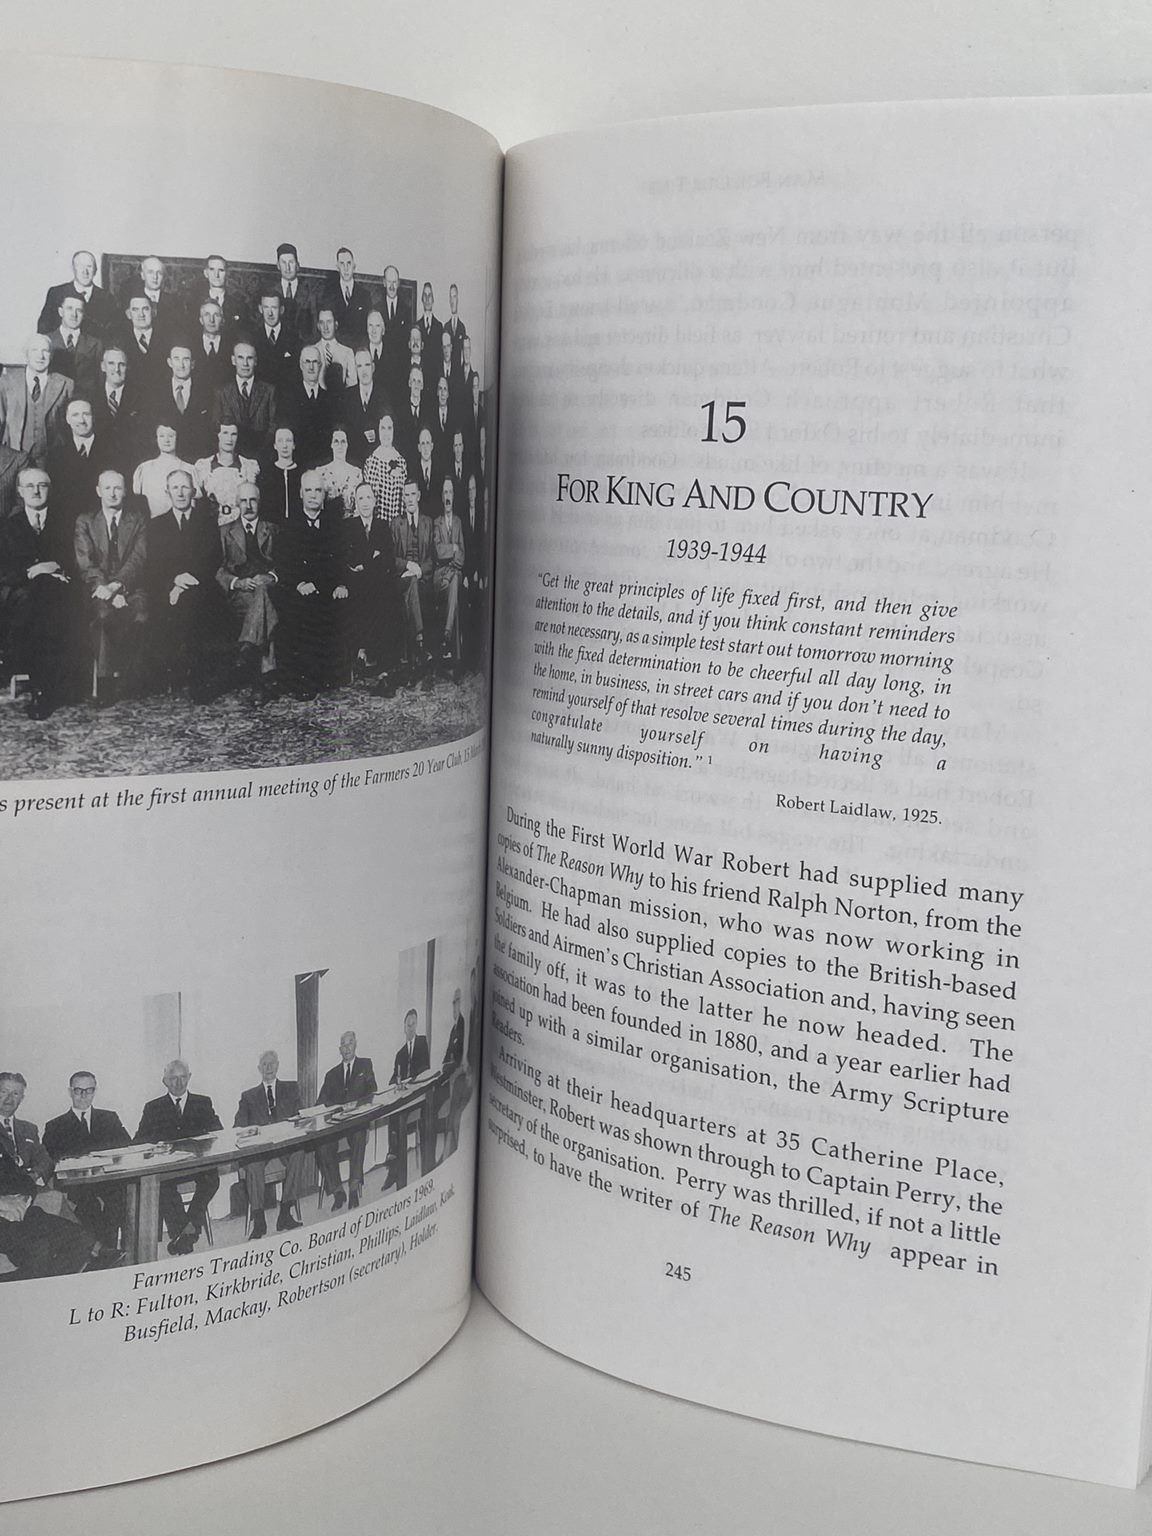 s present at the first annual meeting of the Farmers 20 Year Club, 15
Farmers Trading Co. Board of Directors 1969.
L to R: Fulton, Kirkbride, Christian, Phillips, Laidlaw, Kunk,
Busfield, Mackay, Robertson (secretary), Holder.
15
FOR KING AND COUNTRY
1939-1944
"Get the great principles of life fixed first, and then give
attention to the details, and if you think constant reminders
are not necessary, as a simple test start out tomorrow morning
with the fixed determination to be cheerful all day long, in
the home, in business, in street cars and if you don't need to
remind yourself of that resolve several times during the day,
congratulate yourself on having a
naturally sunny disposition." 1
Robert Laidlaw, 1925.
During the First World War Robert had supplied many
copies of The Reason Why to his friend Ralph Norton, from the
Alexander-Chapman mission, who was now working in
Belgium. He had also supplied copies to the British-based
Soldiers and Airmen's Christian Association and, having seen
the family off, it was to the latter he now headed. The
association had been founded in 1880, and a year earlier had
joined up with a similar organisation, the Army Scripture
Readers.
Arriving at their headquarters at 35 Catherine Place,
Westminster, Robert was shown through to Captain Perry, the
secretary of the organisation. Perry was thrilled, if not a little
surprised, to have the writer of The Reason Why appear in
245